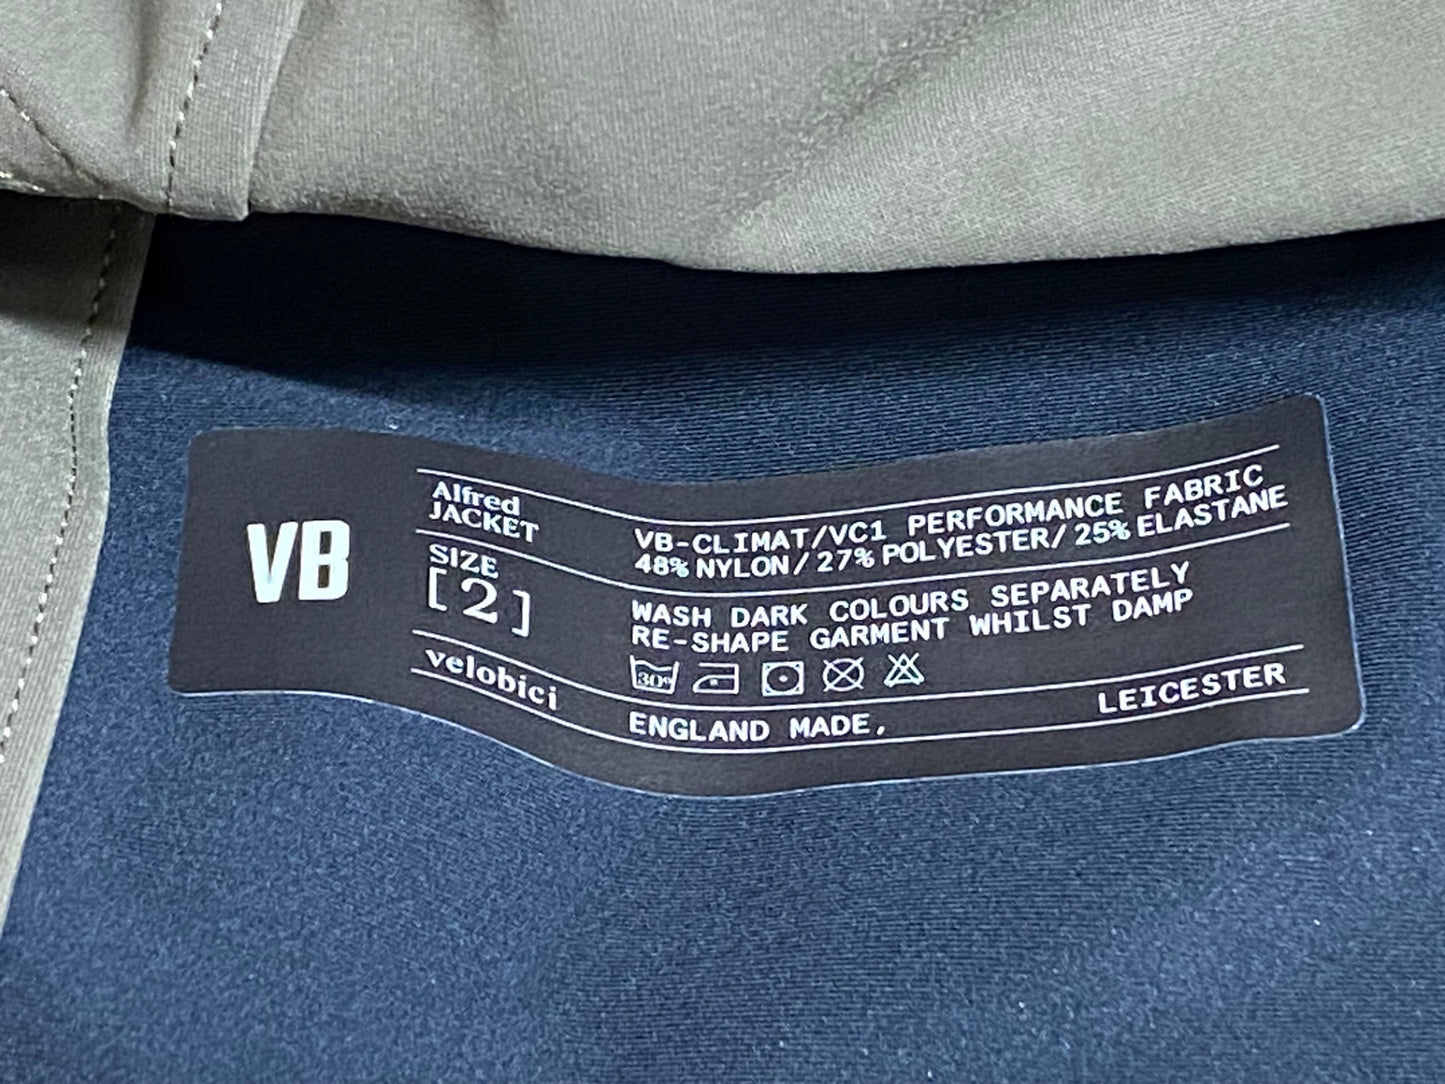 VB
Alfred
JACKET
SIZE
[2]
velobici
VB-CLIMAT/VC1 PERFORMANCE FABRIC
48% NYLON/27% POLYESTER/25% ELASTANE
WASH DARK COLOURS SEPARATELY
RE-SHAPE GARMENT WHILST DAMP
30°
ENGLAND MADE.
LEICESTER